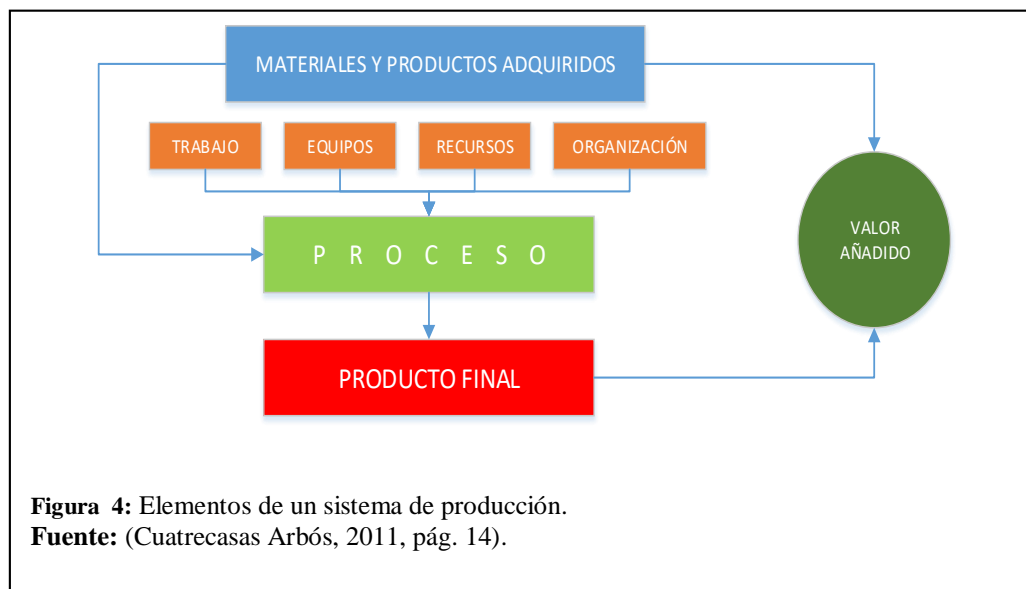 MATERIALES Y PRODUCTOS ADQUIRIDOS
TRABAJO
EQUIPOS
RECURSOS
ORGANIZACIÓN
P R O C E S O
VALOR
AÑADIDO
PRODUCTO FINAL
Figura 4: Elementos de un sistema de producción.
Fuente: (Cuatrecasas Arbós, 2011, pág. 14).